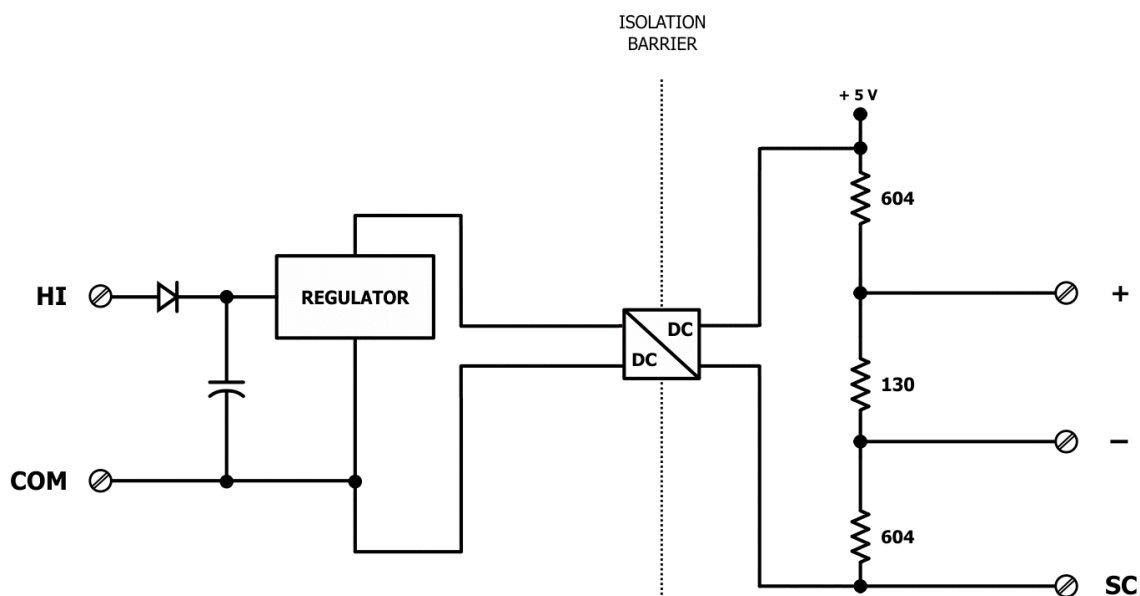 ISOLATION
BARRIER
+ 5 V
604
HI
REGULATOR
+
DC
DC
130
−
COM
604
SC